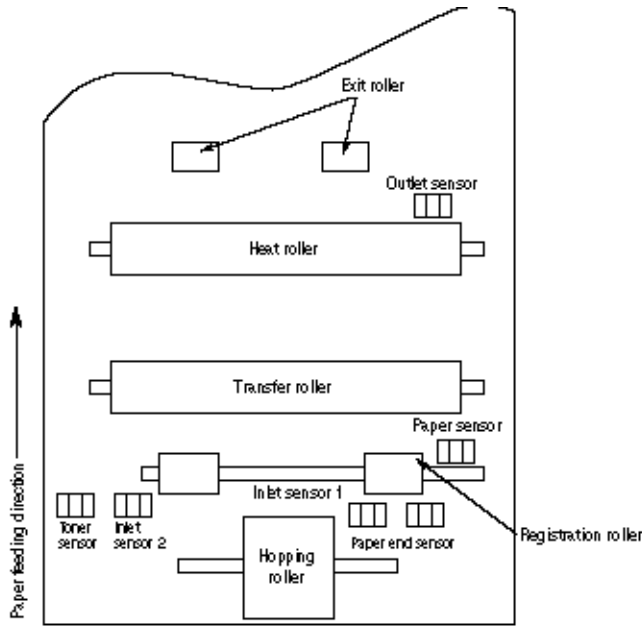 Exit roller
Outlet sensor
Heat roller
Transfer roller
Paper sensor
Inlet sensor 1
Toner
sensor
Inlet
sensor 2
Paper end sensor
Registration roller
Hopping
roller
Paper feeding direction